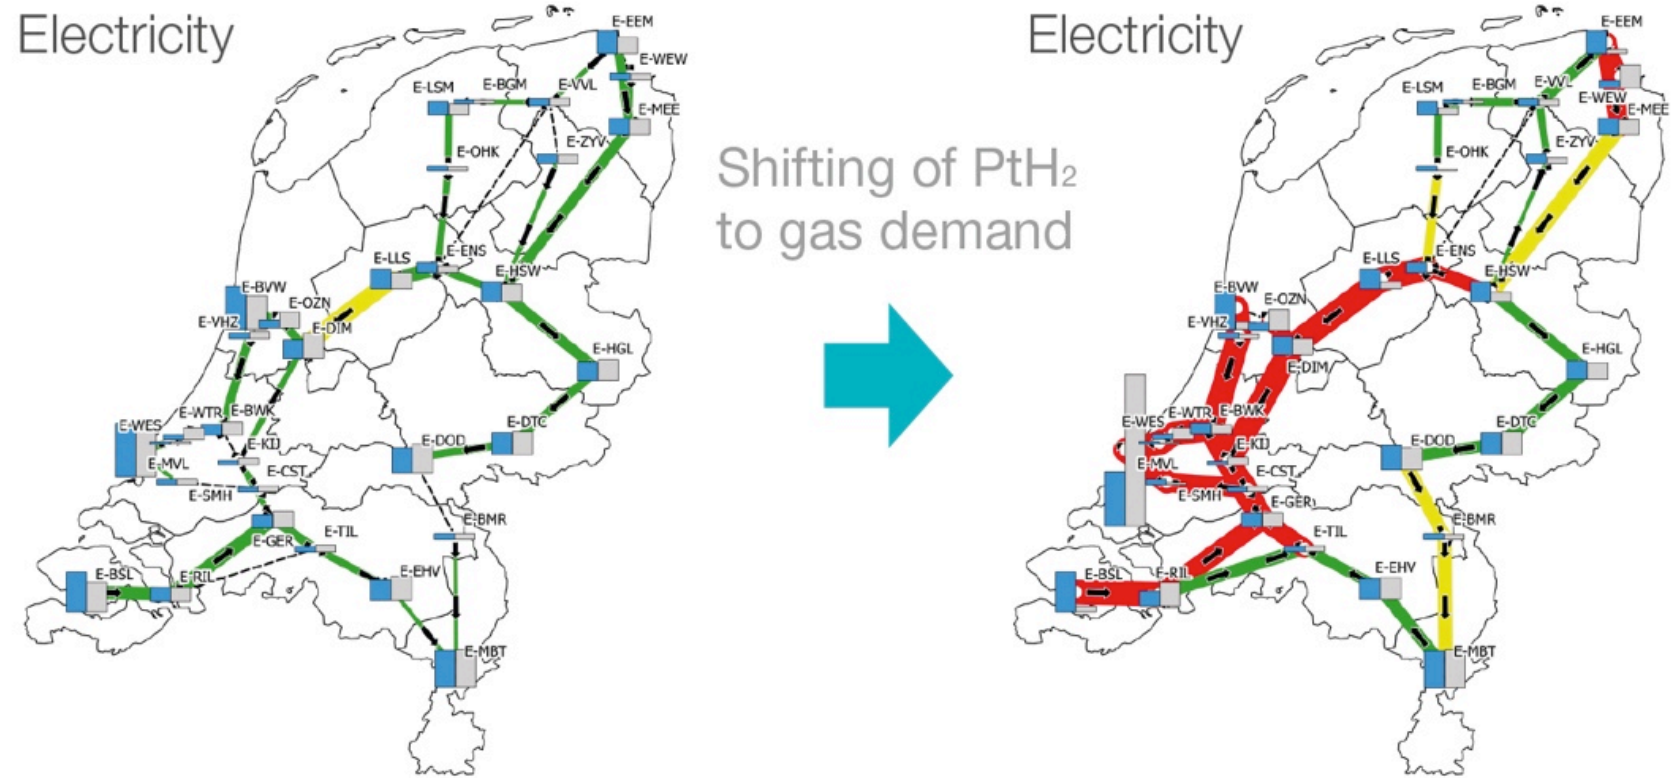 Electricity
E-EEM
E-WEW
E-LSM
E-BGM
E-VVL
E-MEE
E-OHK
E-ZYV
E-LLS
E-ENS
E-HSW
E-BVW
E-OZN
E-VHZ
E-DIM
E-HGL
E-WES
E-WTR
E-BWK
E-DTC
E-KIJ
E-DOD
E-MVL
E-CST
E-SMH
E-BMR
E-GER
E-TIL
E-BSL
E-RIL
E-EHV
E-MBT
Shifting of PtH₂
to gas demand
Electricity
E-EEM
E-LSM
E-BGM
E-VVL
E-WEW
E-MEE
E-OHK
E-ZYV
E-LLS
E-ENS
E-HSW
E-BVW
E-OZN
E-VHZ
E-DIM
E-HGL
E-WES
E-WTR
E-BWK
E-DTC
E-KIJ
E-DOD
E-MVL
E-CST
E-SMH
E-GER
E-BMR
E-TIL
E-BSL
E-RIL
E-EHV
E-MBT